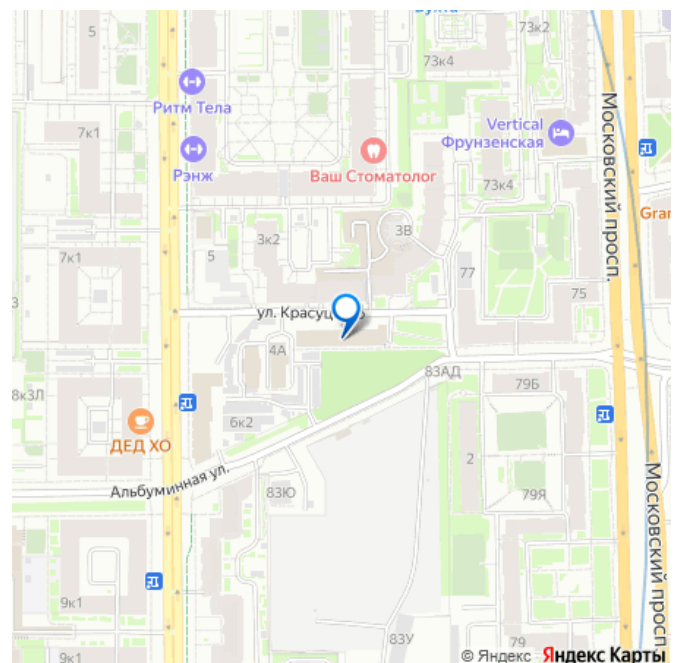 Бухта
73к2
5
73к4
Ритм Тела
7к1
Vertical
Фрунзенская
Рэнж
Ваш Стоматолог
73к4
Московский просп.
Gran
3В
3к2
5
7к1
77
75
3
ул. Красуц
4А
83АД
79Б
8к3Л
6к2
ДЕД ХО
2
Альбуминная ул.
83Ю
79Я
Московский просп.
9к1
83У
79
9к1
© Яндекс Яндекс Карты